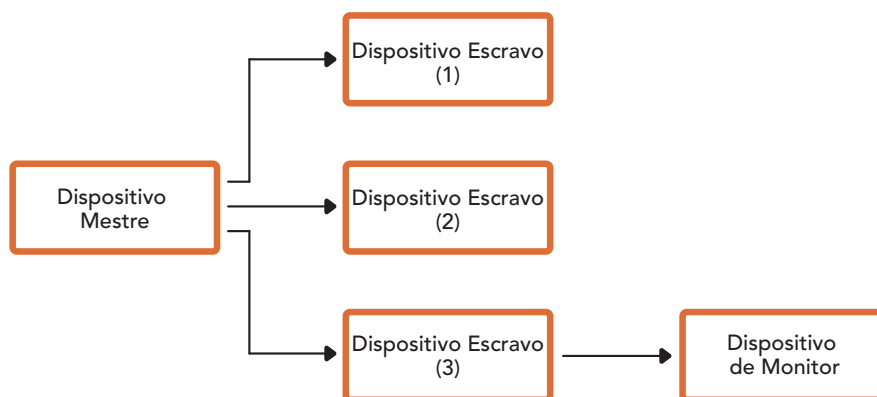 Dispositivo Escravo
(1)
Dispositivo
Mestre
Dispositivo Escravo
(2)
Dispositivo Escravo
(3)
Dispositivo
de Monitor